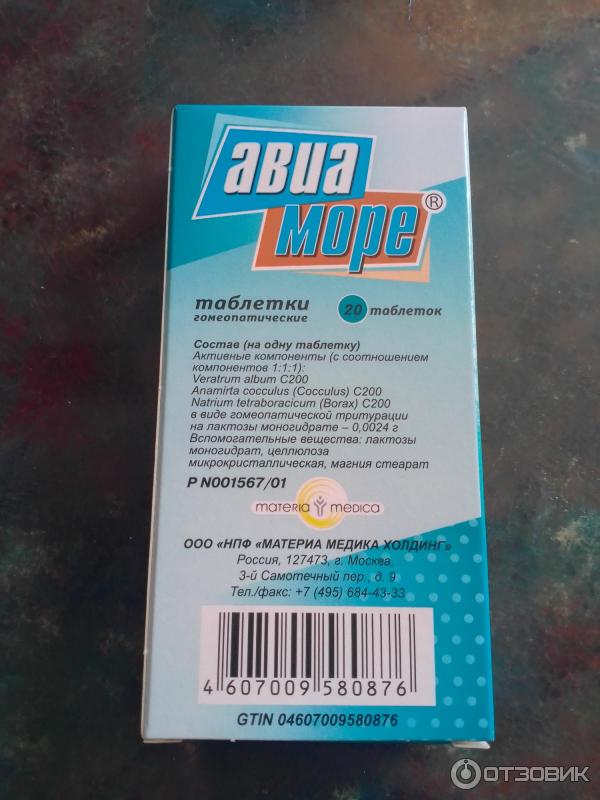 авиа
море®
таблетки
гомеопатические
20 таблеток
Состав (на одну таблетку)
Активные компоненты (с соотношением
компонентов 1:1:1):
Veratrum album C200
Anamirta cocculus (Cocculus) C200
Natrium tetraboracicum (Borax) C200
в виде гомеопатической тритурации
на лактозы моногидрате – 0,0024 г
Вспомогательные вещества: лактозы
моногидрат, целлюлоза
микрокристаллическая, магния стеарат
Р N001567/01
materia medica
ООО «НПФ «МАТЕРИА МЕДИКА ХОЛДИНГ»
Россия, 127473, г. Москва,
3-й Самотечный пер., д. 9
Тел./факс: +7 (495) 684-43-33
4 607009 580876
GTIN 04607009580876
ОТЗОВИК